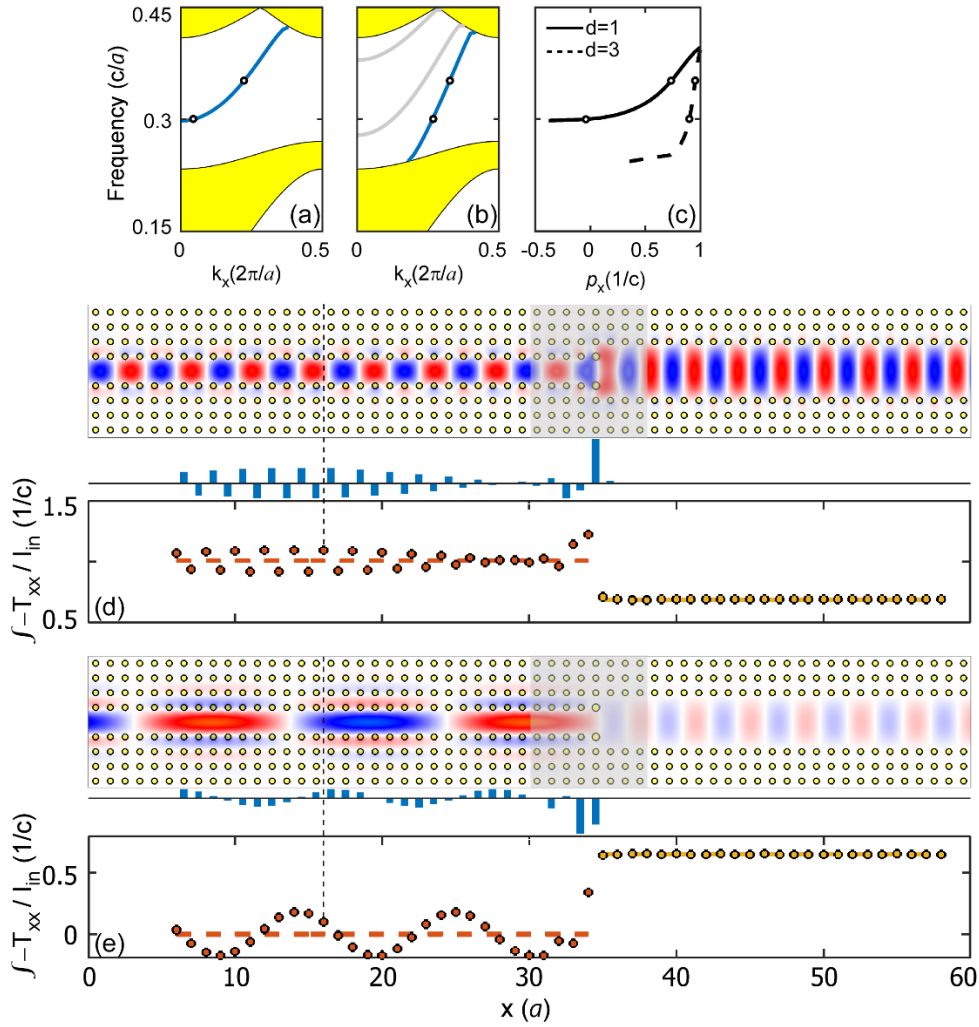 0.45
Frequency (c/a)
0.3
0.15
(a)
0
0.5
kₓ(2π/a)
(b)
0
0.5
kₓ(2π/a)
d=1
d=3
(c)
-0.5
0
0.5
1
pₓ(1/c)
∫−Tₓₓ / Iᵢₙ (1/c)
1.5
1
0.5
(d)
∫−Tₓₓ / Iᵢₙ (1/c)
0.5
0
(e)
0
10
20
30
40
50
60
x (a)